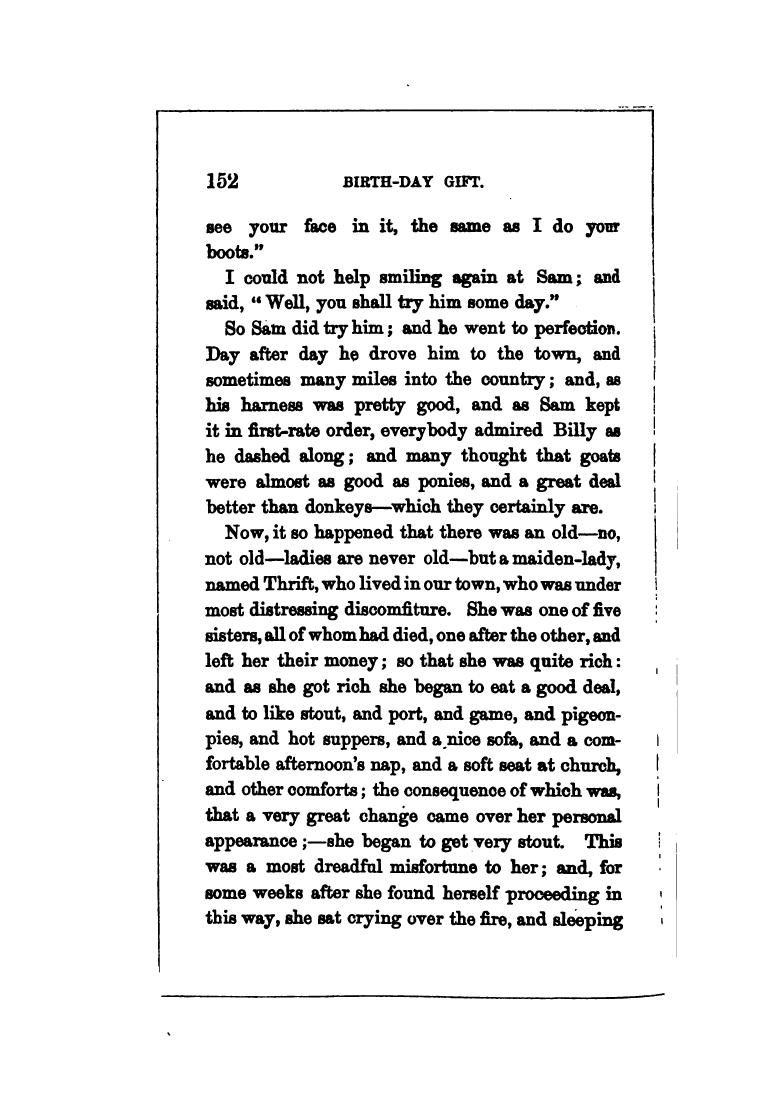 152 BIRTH-DAY GIFT.
see your face in it, the same as I do your
boots."
I could not help smiling again at Sam; and
said, "Well, you shall try him some day."
So Sam did try him; and he went to perfection.
Day after day he drove him to the town, and
sometimes many miles into the country; and, as
his harness was pretty good, and as Sam kept
it in first-rate order, everybody admired Billy as
he dashed along; and many thought that goats
were almost as good as ponies, and a great deal
better than donkeys—which they certainly are.
Now, it so happened that there was an old—no,
not old—ladies are never old—but a maiden-lady,
named Thrift, who lived in our town, who was under
most distressing discomfiture. She was one of five
sisters, all of whom had died, one after the other, and
left her their money; so that she was quite rich:
and as she got rich she began to eat a good deal,
and to like stout, and port, and game, and pigeon-
pies, and hot suppers, and a nice sofa, and a com-
fortable afternoon's nap, and a soft seat at church,
and other comforts; the consequence of which was,
that a very great change came over her personal
appearance;—she began to get very stout. This
was a most dreadful misfortune to her; and, for
some weeks after she found herself proceeding in
this way, she sat crying over the fire, and sleeping